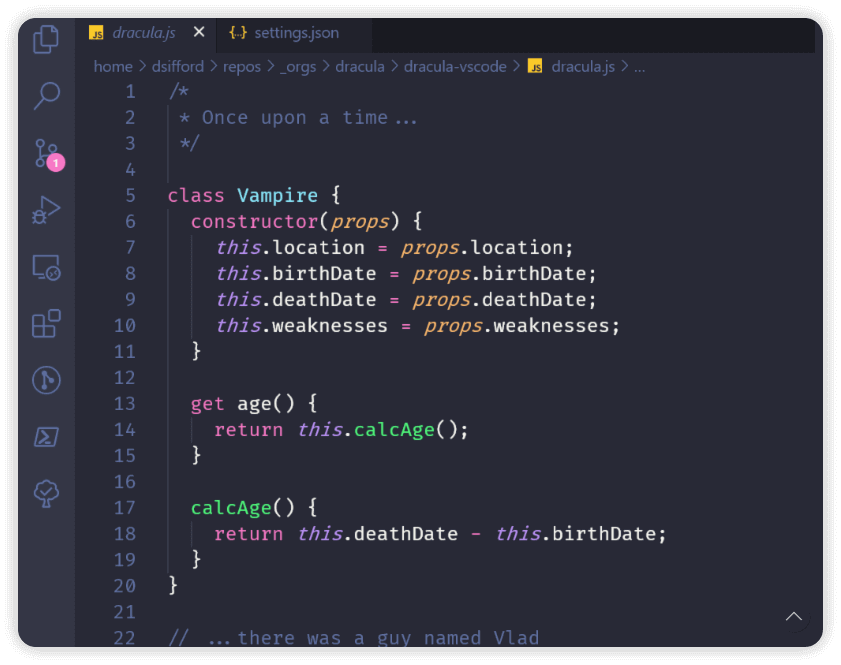 JS dracula.js × {..} settings.json
home > dsifford > repos > _orgs > dracula > dracula-vscode > JS dracula.js > ...
1
1 /*
2  * Once upon a time...
3  */
4
5 class Vampire {
6   constructor(props) {
7     this.location = props.location;
8     this.birthDate = props.birthDate;
9     this.deathDate = props.deathDate;
10     this.weaknesses = props.weaknesses;
11   }
12
13   get age() {
14     return this.calcAge();
15   }
16
17   calcAge() {
18     return this.deathDate - this.birthDate;
19   }
20 }
21
22 // ...there was a guy named Vlad